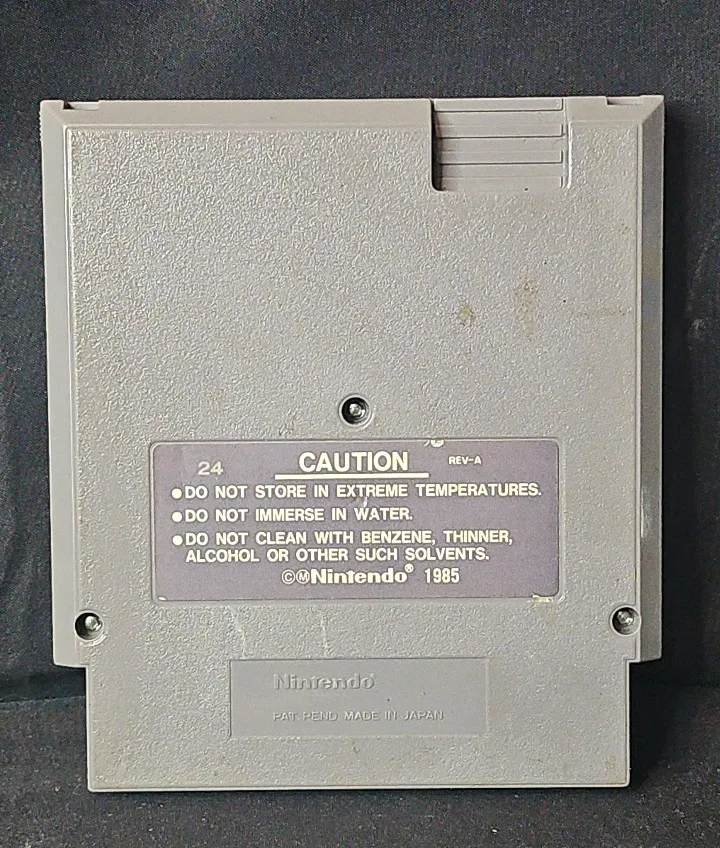 24 CAUTION REV-A
●DO NOT STORE IN EXTREME TEMPERATURES.
●DO NOT IMMERSE IN WATER.
●DO NOT CLEAN WITH BENZENE, THINNER,
ALCOHOL OR OTHER SUCH SOLVENTS.
©ⓂNintendo® 1985
Nintendo®
PAT. PEND MADE IN JAPAN